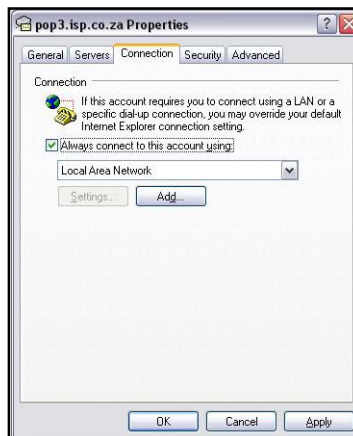 pop3.isp.co.za Properties
General Servers Connection Security Advanced
Connection
If this account requires you to connect using a LAN or a
specific dial-up connection, you may override your default
Internet Explorer connection setting.
Always connect to this account using:
Local Area Network
Settings... Add...
OK Cancel Apply